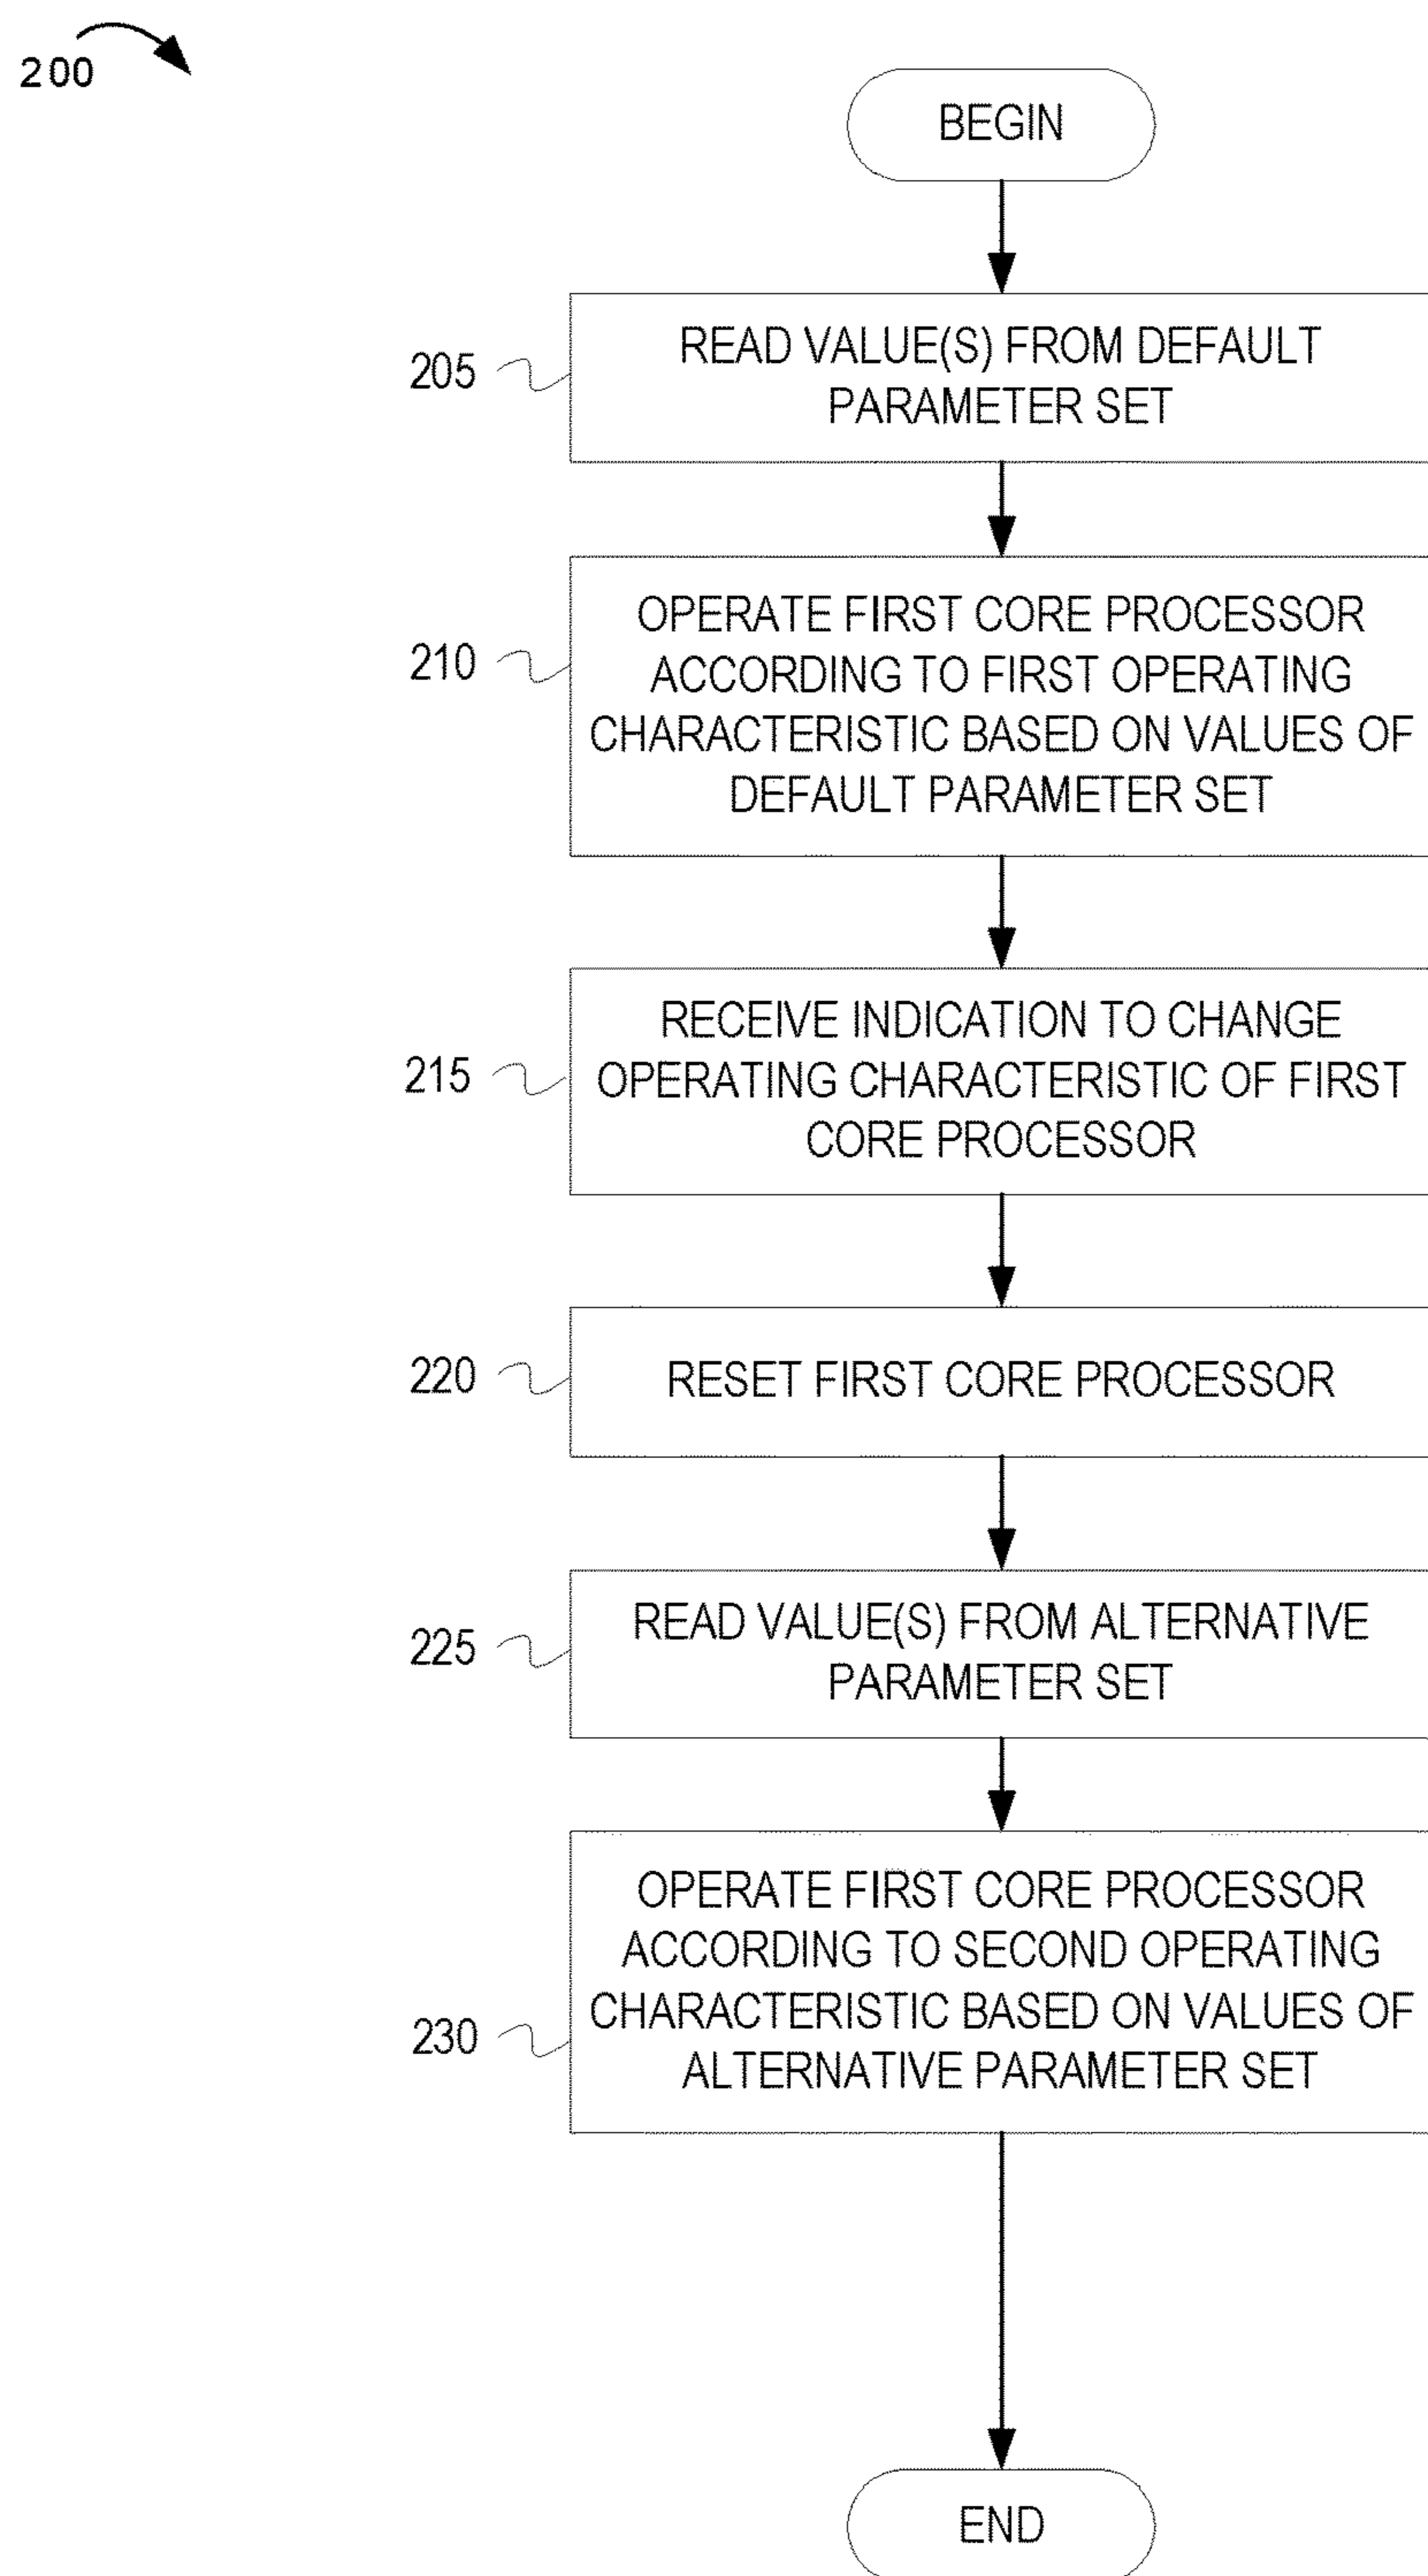 200
BEGIN
205
READ VALUE(S) FROM DEFAULT
PARAMETER SET
210
OPERATE FIRST CORE PROCESSOR
ACCORDING TO FIRST OPERATING
CHARACTERISTIC BASED ON VALUES OF
DEFAULT PARAMETER SET
215
RECEIVE INDICATION TO CHANGE
OPERATING CHARACTERISTIC OF FIRST
CORE PROCESSOR
220
RESET FIRST CORE PROCESSOR
225
READ VALUE(S) FROM ALTERNATIVE
PARAMETER SET
230
OPERATE FIRST CORE PROCESSOR
ACCORDING TO SECOND OPERATING
CHARACTERISTIC BASED ON VALUES OF
ALTERNATIVE PARAMETER SET
END